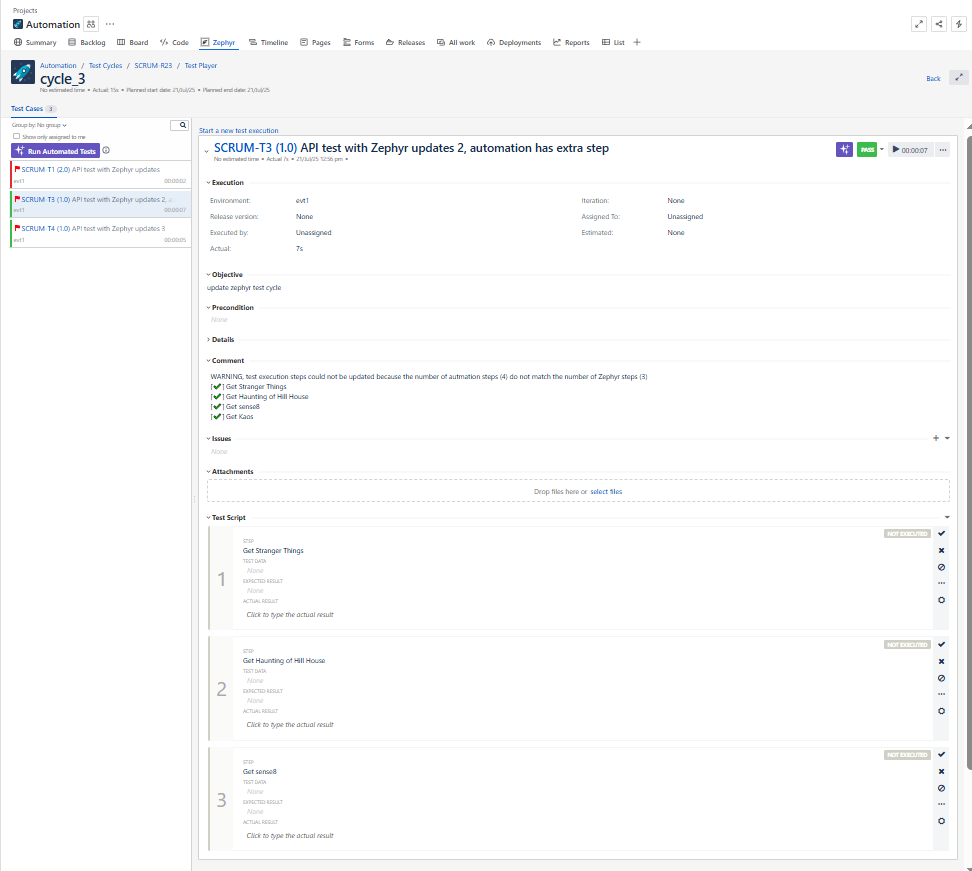 Projects
Automation
Summary Backlog Board Code Zephyr Timeline Pages Forms Releases All work Deployments Reports List
Automation / Test Cycles / SCRUM-R23 / Test Player
cycle_3
Back
No estimated time • Actual: 15s • Planned start date: 21/Jul/25 • Planned end date: 21/Jul/25
Test Cases 3
Group by: No group
Show only assigned to me
Run Automated Tests
SCRUM-T1 (2.0) API test with Zephyr updates
evt1 00:00:02
SCRUM-T3 (1.0) API test with Zephyr updates 2, a
evt1 00:00:07
SCRUM-T4 (1.0) API test with Zephyr updates 3
evt1 00:00:05
Start a new test execution
SCRUM-T3 (1.0) API test with Zephyr updates 2, automation has extra step
No estimated time • Actual 7s • 21/Jul/25 12:56 pm •
PASS
00:00:07
Execution
Environment: evt1 Iteration: None
Release version: None Assigned To: Unassigned
Executed by: Unassigned Estimated: None
Actual: 7s
Objective
update zephyr test cycle
Precondition
None
Details
Comment
WARNING, test execution steps could not be updated because the number of autmation steps (4) do not match the number of Zephyr steps (3)
[✔] Get Stranger Things
[✔] Get Haunting of Hill House
[✔] Get sense8
[✔] Get Kaos
Issues
None
Attachments
Drop files here or select files
Test Script
1
NOT EXECUTED
STEP
Get Stranger Things
TEST DATA
None
EXPECTED RESULT
None
ACTUAL RESULT
Click to type the actual result
2
NOT EXECUTED
STEP
Get Haunting of Hill House
TEST DATA
None
EXPECTED RESULT
None
ACTUAL RESULT
Click to type the actual result
3
NOT EXECUTED
STEP
Get sense8
TEST DATA
None
EXPECTED RESULT
None
ACTUAL RESULT
Click to type the actual result